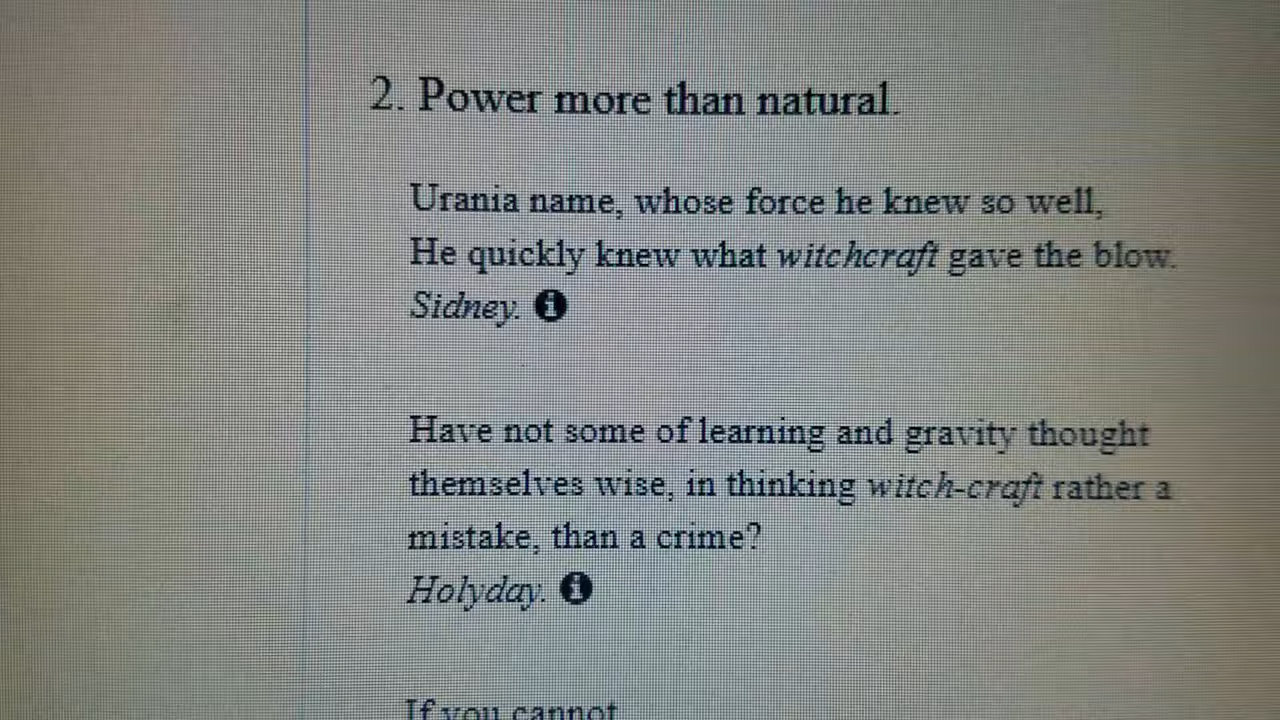 2. Power more than natural.
Urania name, whose force he knew so well,
He quickly knew what witchcraft gave the blow.
Sidney.
Have not some of learning and gravity thought
themselves wise, in thinking witch-craft rather a
mistake, than a crime?
Holyday.
If you cannot